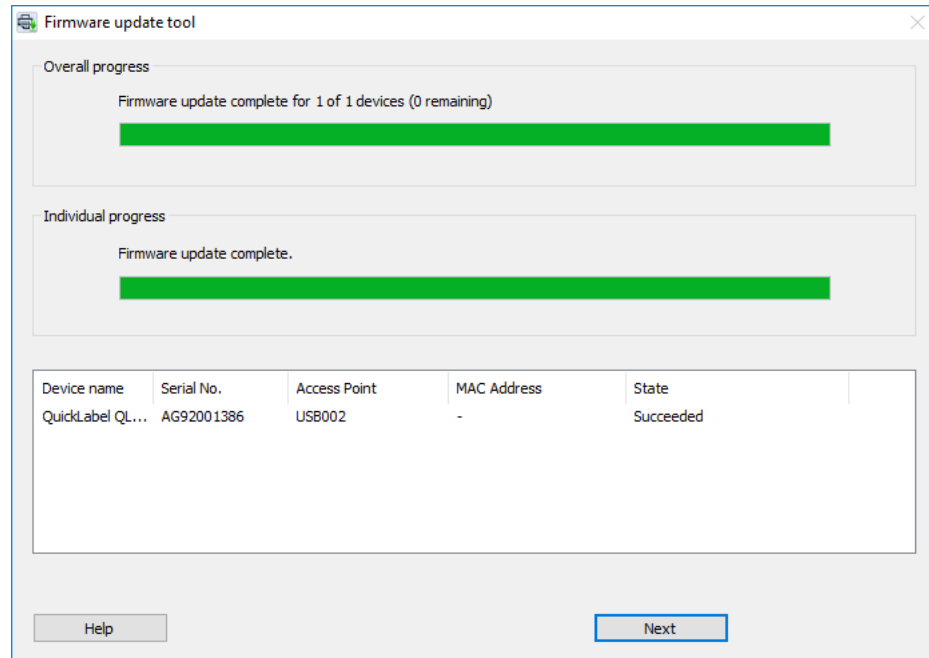 Firmware update tool
Overall progress
Firmware update complete for 1 of 1 devices (0 remaining)
Individual progress
Firmware update complete.
Device name Serial No. Access Point MAC Address State
QuickLabel QL... AG92001386 USB002 - Succeeded
Help Next